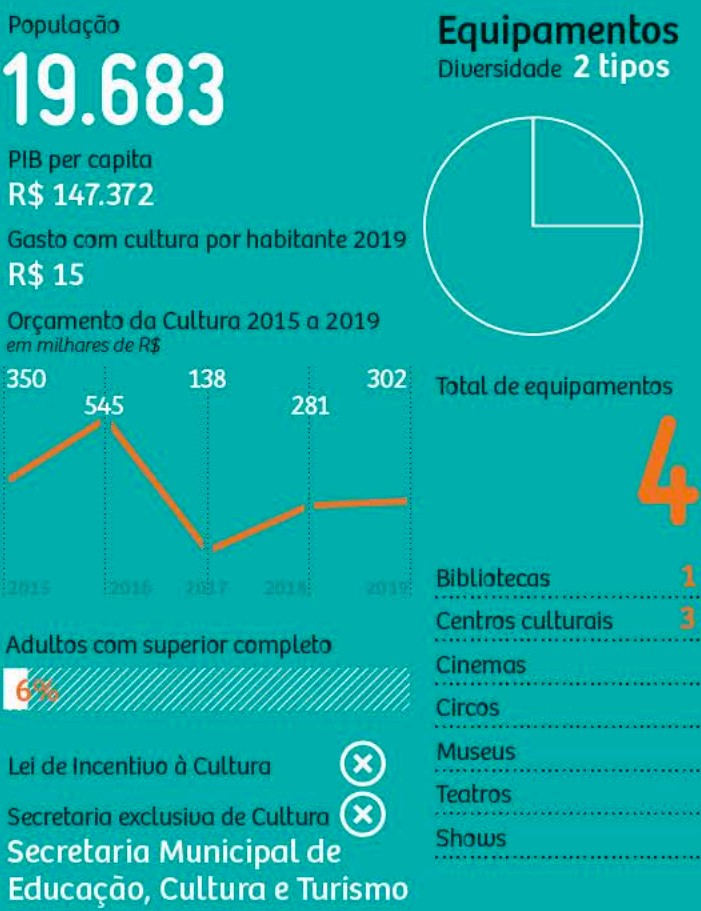 População
19.683
PIB per capita
R$ 147.372
Gasto com cultura por habitante 2019
R$ 15
Orçamento da Cultura 2015 a 2019
em milhares de R$
350
545
138
281
302
2015
2016
2017
2018
2019
Adultos com superior completo
6%
Lei de Incentivo à Cultura
Secretaria exclusiva de Cultura
Secretaria Municipal de
Educação, Cultura e Turismo
Equipamentos
Diversidade 2 tipos
Total de equipamentos
4
Bibliotecas 1
Centros culturais 3
Cinemas
Circos
Museus
Teatros
Shows